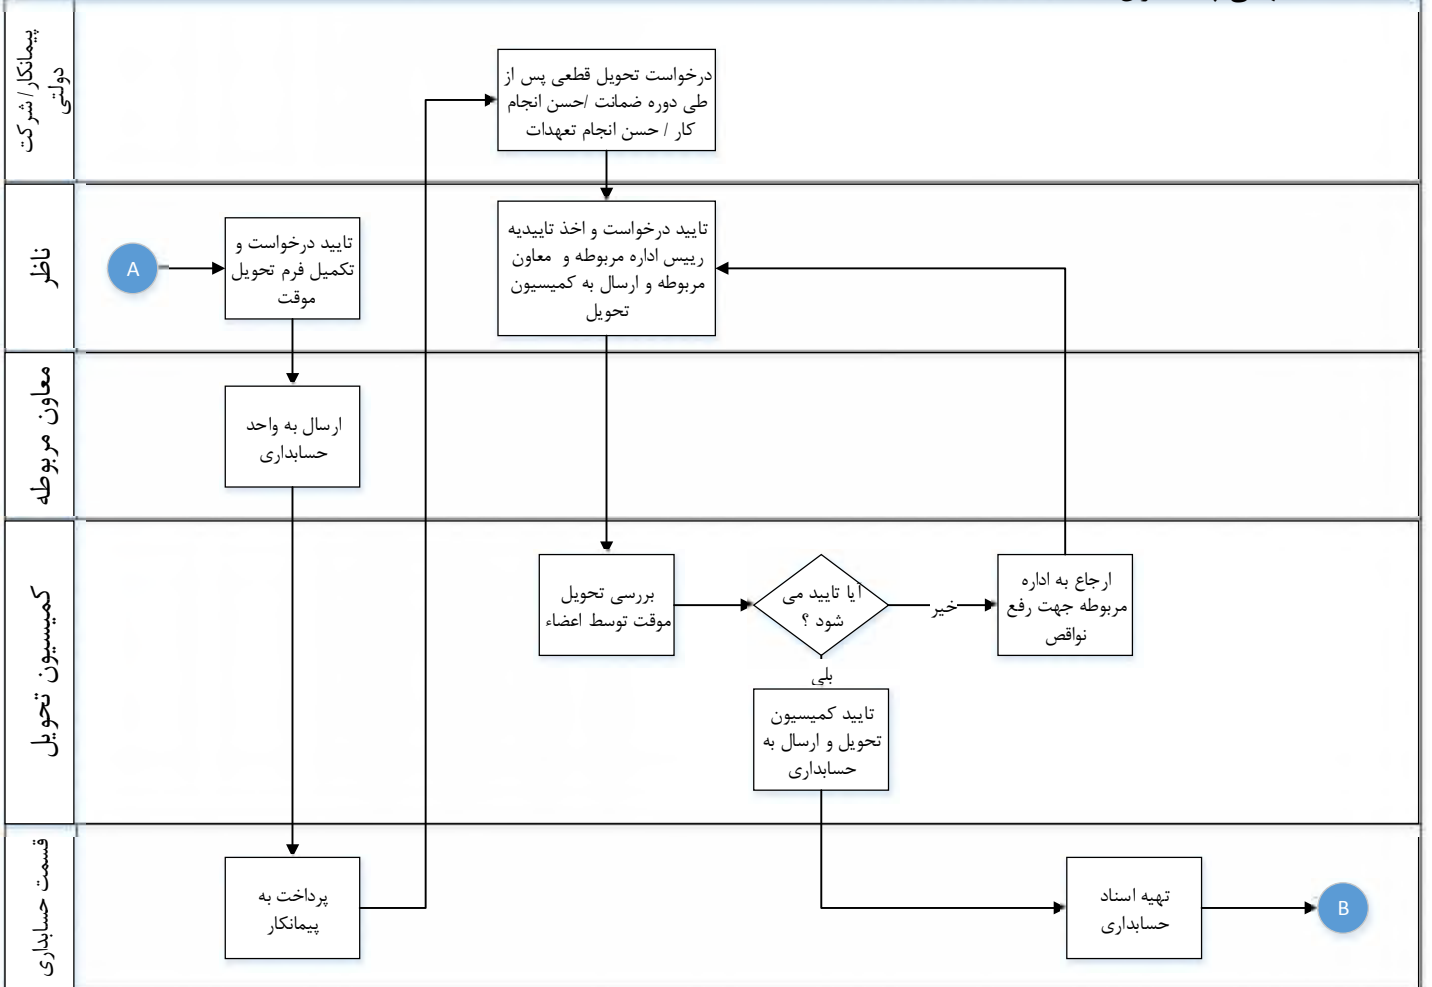 پیمانکار/ شرکت
دولتی
درخواست تحویل قطعی پس از
طی دوره ضمانت /حسن انجام
کار / حسن انجام تعهدات
ناظر
A
تایید درخواست و
تکمیل فرم تحویل
موقت
تایید درخواست و اخذ تاییدیه
رییس اداره مربوطه و معاون
مربوطه و ارسال به کمیسیون
تحویل
معاون مربوطه
ارسال به واحد
حسابداری
کمیسیون تحویل
بررسی تحویل
موقت توسط اعضاء
آیا تایید می
شود ؟
خیر
ارجاع به اداره
مربوطه جهت رفع
نواقص
بلی
تایید کمیسیون
تحویل و ارسال به
حسابداری
قسمت حسابداری
پرداخت به
پیمانکار
تهیه اسناد
حسابداری
B